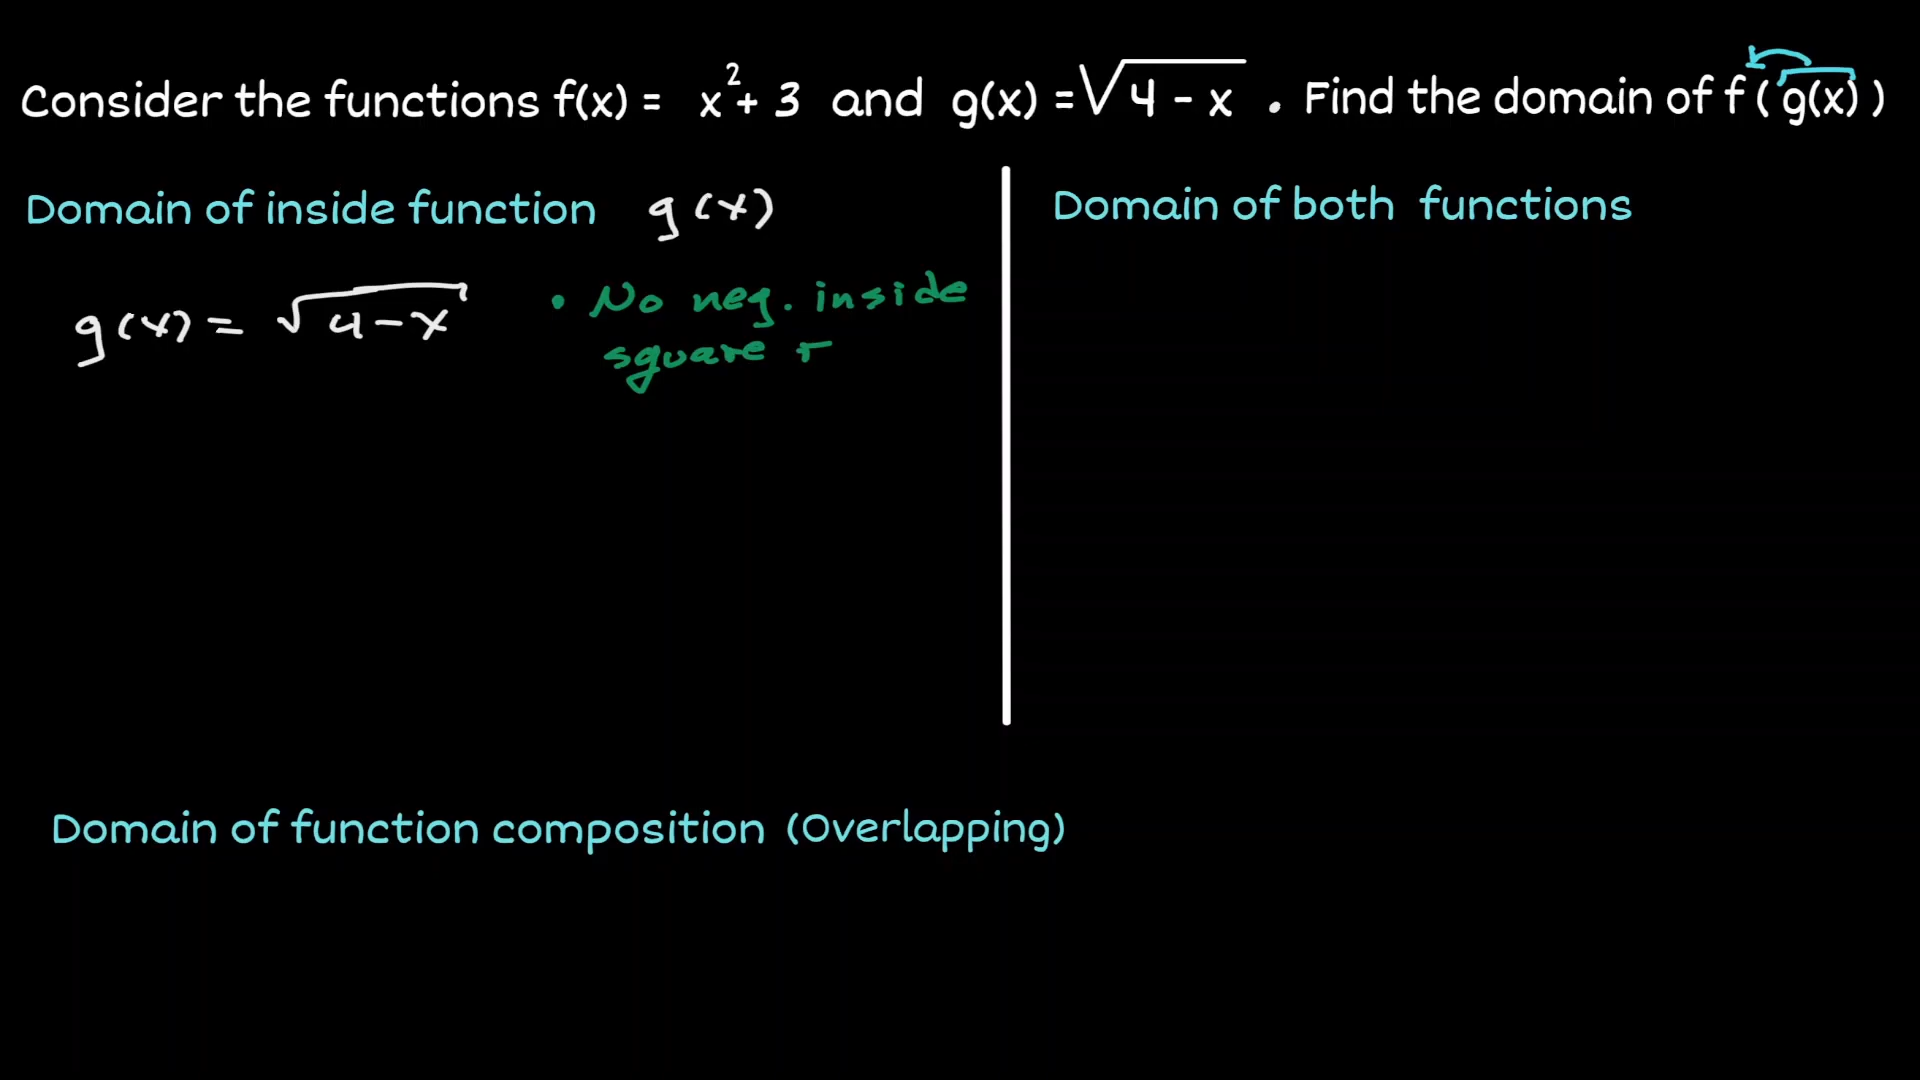 Consider the functions f(x) = x²+ 3 and g(x) = √4 - x . Find the domain of f ( g(x) )
Domain of inside function g(x)
g(x) = √4-x
• No neg. inside
square r
Domain of both functions
Domain of function composition (Overlapping)